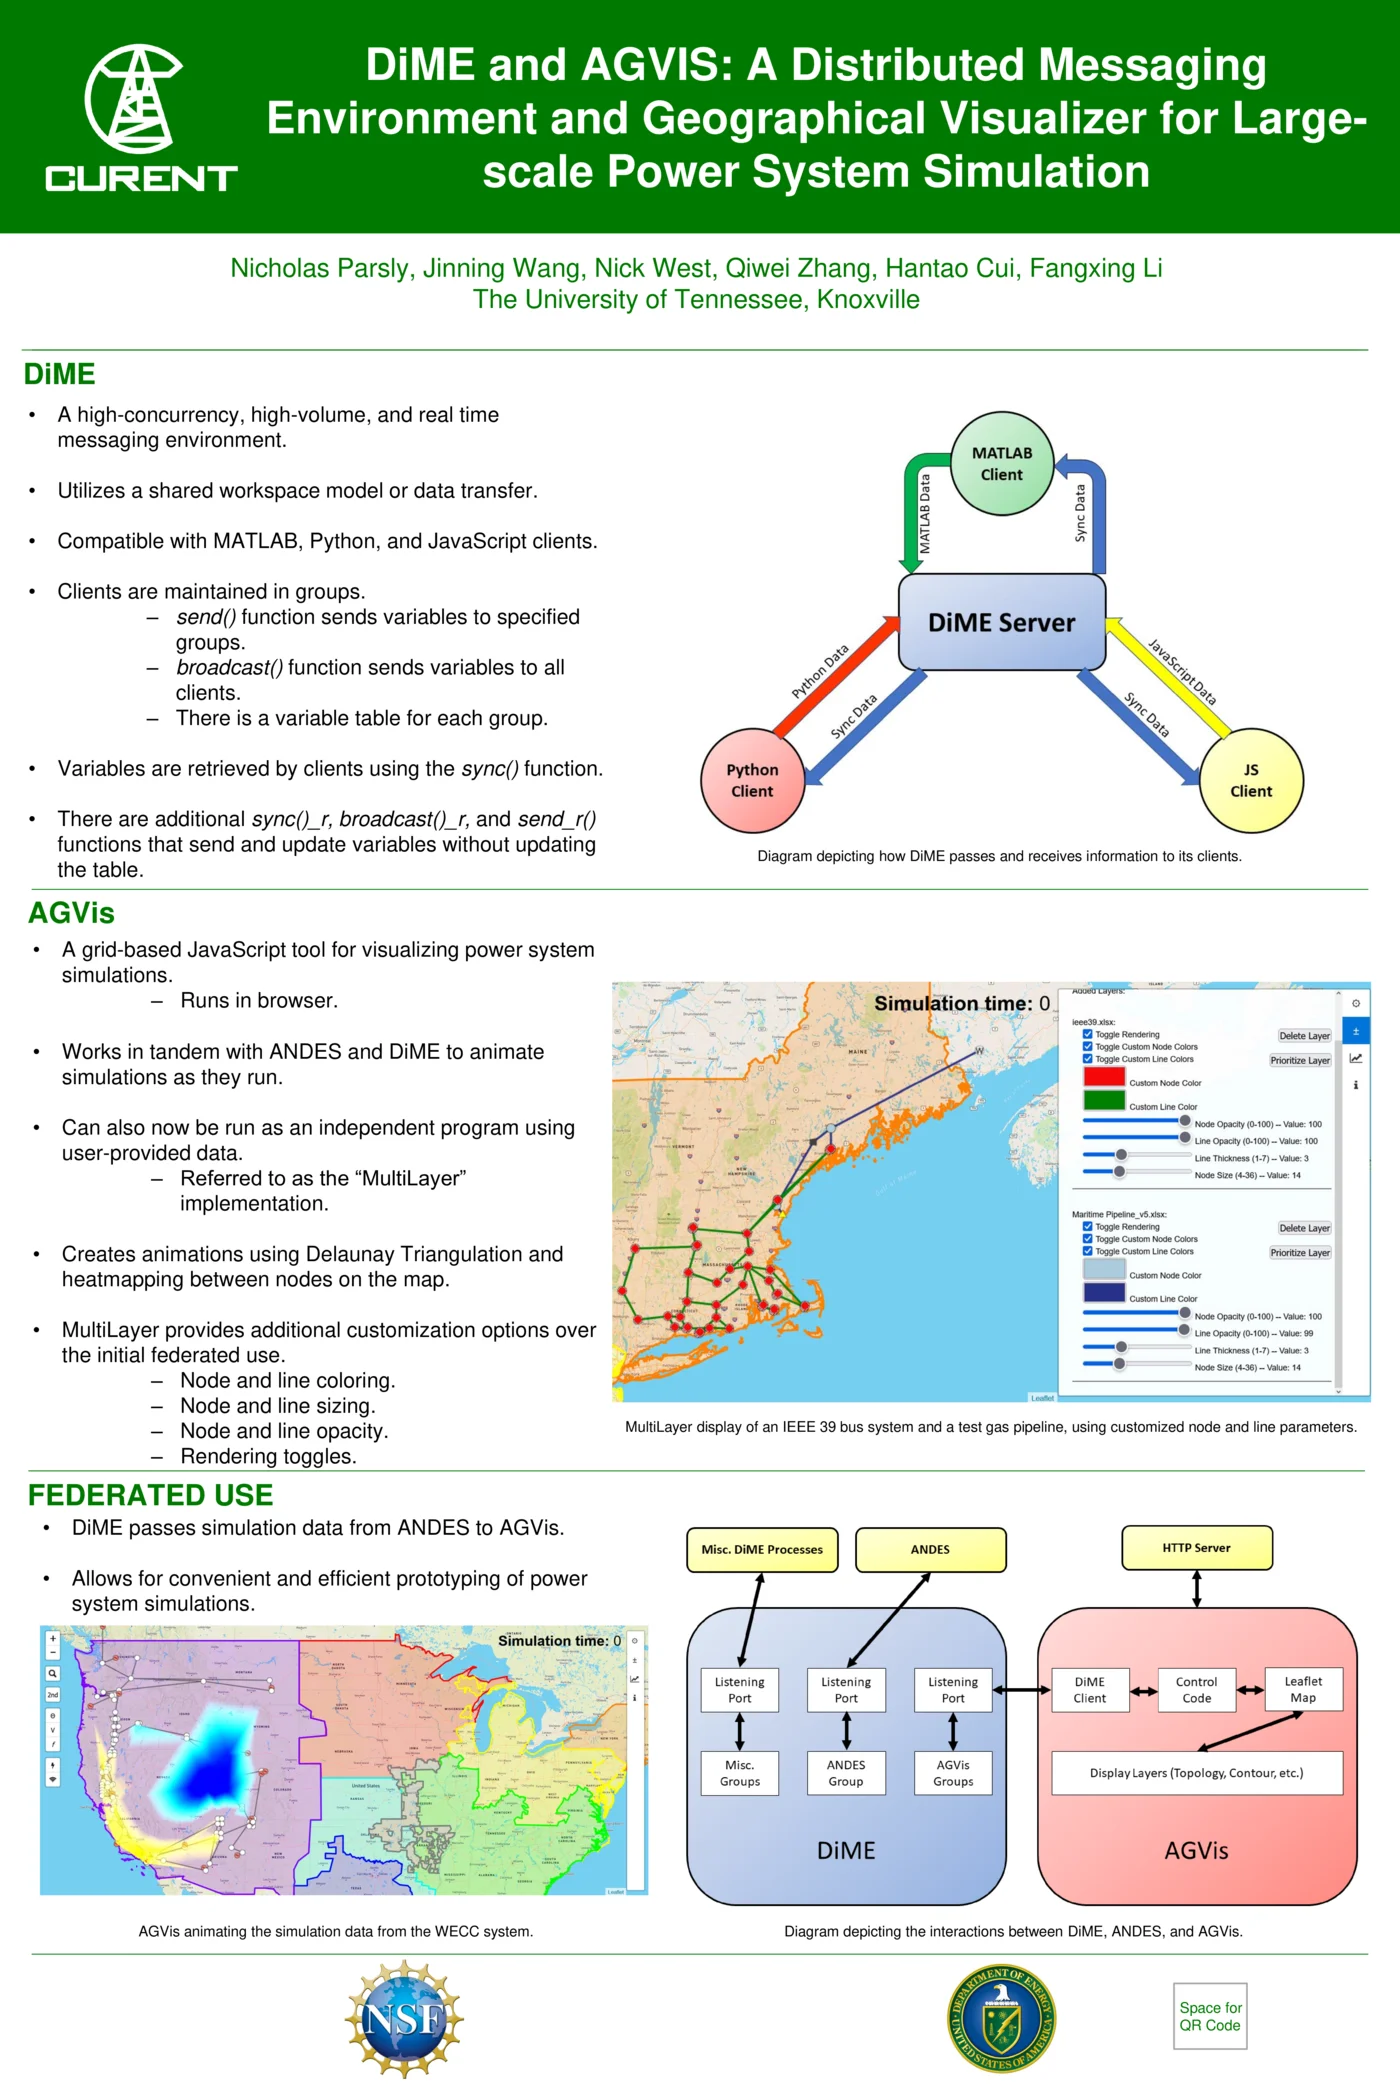 CURENT
DiME and AGVIS: A Distributed Messaging
Environment and Geographical Visualizer for Large-
scale Power System Simulation
Nicholas Parsly, Jinning Wang, Nick West, Qiwei Zhang, Hantao Cui, Fangxing Li
The University of Tennessee, Knoxville
DiME
• A high-concurrency, high-volume, and real time
messaging environment.
• Utilizes a shared workspace model or data transfer.
• Compatible with MATLAB, Python, and JavaScript clients.
• Clients are maintained in groups.
– send() function sends variables to specified
groups.
– broadcast() function sends variables to all
clients.
– There is a variable table for each group.
• Variables are retrieved by clients using the sync() function.
• There are additional sync()_r, broadcast()_r, and send_r()
functions that send and update variables without updating
the table.
MATLAB
Client
MATLAB Data
Sync Data
DiME Server
Python Data
Sync Data
JavaScript Data
Sync Data
Python
Client
JS
Client
Diagram depicting how DiME passes and receives information to its clients.
AGVis
• A grid-based JavaScript tool for visualizing power system
simulations.
– Runs in browser.
• Works in tandem with ANDES and DiME to animate
simulations as they run.
• Can also now be run as an independent program using
user-provided data.
– Referred to as the “MultiLayer”
implementation.
• Creates animations using Delaunay Triangulation and
heatmapping between nodes on the map.
• MultiLayer provides additional customization options over
the initial federated use.
– Node and line coloring.
– Node and line sizing.
– Node and line opacity.
– Rendering toggles.
Simulation time: 0
MAINE
VERMONT
NEW HAMPSHIRE
Added Layers:
ieee39.xlsx:
Toggle Rendering
Delete Layer
Toggle Custom Node Colors
Toggle Custom Line Colors
Prioritize Layer
Custom Node Color
Custom Line Color
Node Opacity (0-100) -- Value: 100
Line Opacity (0-100) -- Value: 100
Line Thickness (1-7) -- Value: 3
Node Size (4-36) -- Value: 14
Maritime Pipeline_v5.xlsx:
Toggle Rendering
Delete Layer
Toggle Custom Node Colors
Toggle Custom Line Colors
Prioritize Layer
Custom Node Color
Custom Line Color
Node Opacity (0-100) -- Value: 100
Line Opacity (0-100) -- Value: 99
Line Thickness (1-7) -- Value: 3
Node Size (4-36) -- Value: 14
Leaflet
MultiLayer display of an IEEE 39 bus system and a test gas pipeline, using customized node and line parameters.
FEDERATED USE
• DiME passes simulation data from ANDES to AGVis.
• Allows for convenient and efficient prototyping of power
system simulations.
Simulation time: 0
2nd
United States
Leaflet
AGVis animating the simulation data from the WECC system.
Misc. DiME Processes
ANDES
HTTP Server
Listening
Port
Listening
Port
Listening
Port
DiME
Client
Control
Code
Leaflet
Map
Misc.
Groups
ANDES
Group
AGVis
Groups
Display Layers (Topology, Contour, etc.)
DiME
AGVis
Diagram depicting the interactions between DiME, ANDES, and AGVis.
NSF
DEPARTMENT OF ENERGY
UNITED STATES OF AMERICA
Space for
QR Code